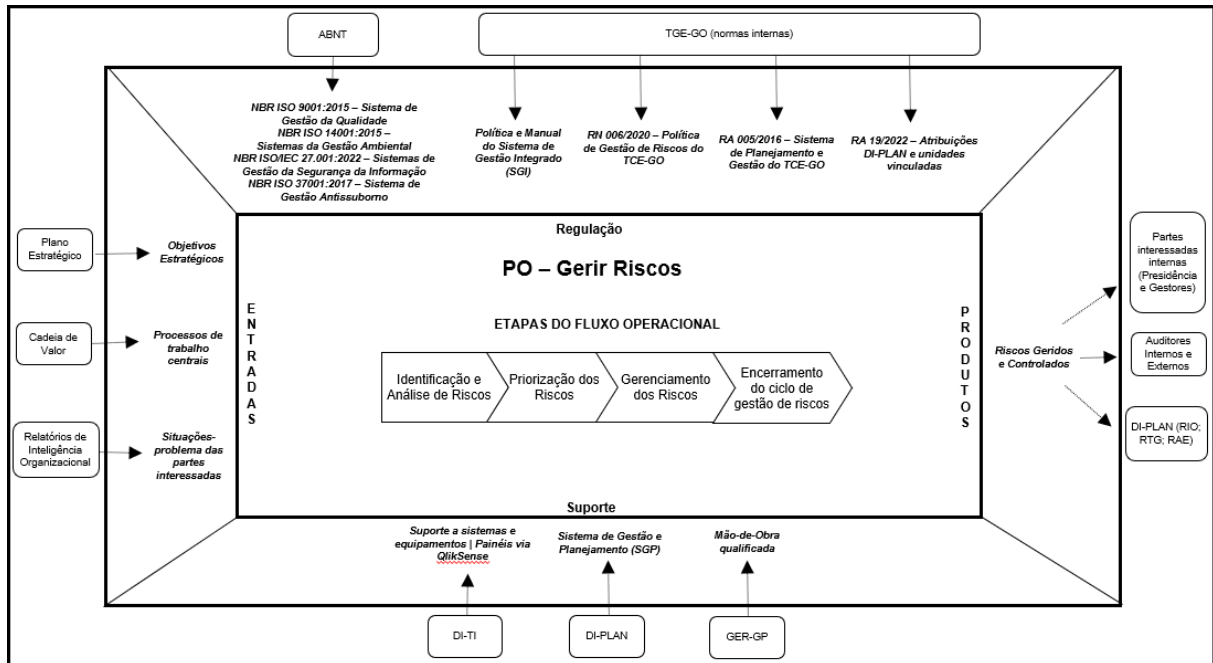 ABNT
TGE-GO (normas internas)
NBR ISO 9001:2015 – Sistema de
Gestão da Qualidade
NBR ISO 14001:2015 –
Sistemas da Gestão Ambiental
NBR ISO/IEC 27.001:2022 – Sistemas de
Gestão da Segurança da Informação
NBR ISO 37001:2017 – Sistema de
Gestão Antissuborno
Política e Manual
do Sistema de
Gestão Integrado
(SGI)
RN 006/2020 – Política
de Gestão de Riscos do
TCE-GO
RA 005/2016 – Sistema
de Planejamento e
Gestão do TCE-GO
RA 19/2022 – Atribuições
DI-PLAN e unidades
vinculadas
Regulação
PO – Gerir Riscos
Plano
Estratégico
Objetivos
Estratégicos
Cadeia de
Valor
Processos de
trabalho
centrais
Relatórios de
Inteligência
Organizacional
Situações-
problema das
partes
interessadas
ENTRADAS
ETAPAS DO FLUXO OPERACIONAL
Identificação e
Análise de Riscos
Priorização dos
Riscos
Gerenciamento
dos Riscos
Encerramento
do ciclo de
gestão de riscos
PRODUTOS
Riscos Geridos
e Controlados
Partes
interessadas
internas
(Presidência
e Gestores)
Auditores
Internos e
Externos
DI-PLAN (RIO;
RTG; RAE)
Suporte
Suporte a sistemas e
equipamentos | Painéis via
QlikSense
Sistema de Gestão e
Planejamento (SGP)
Mão-de-Obra
qualificada
DI-TI
DI-PLAN
GER-GP